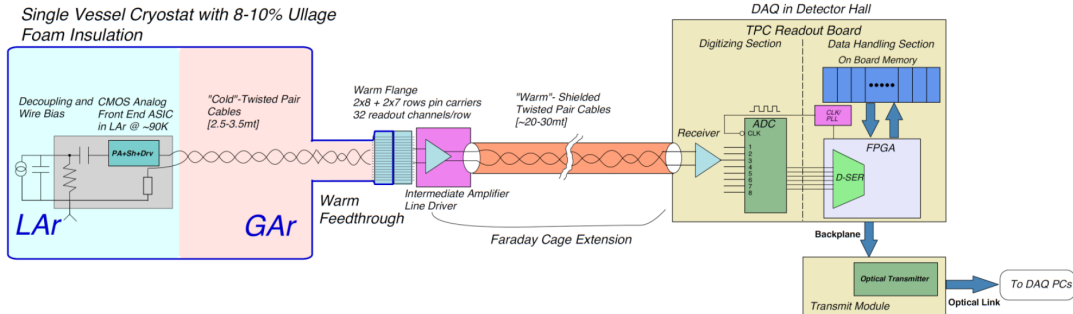 Single Vessel Cryostat with 8-10% Ullage
Foam Insulation
Decoupling and
Wire Bias
CMOS Analog
Front End ASIC
in LAr @ ~90K
PA+Sh+Drv
LAr
"Cold"-Twisted Pair
Cables
[2.5-3.5mt]
GAr
Warm Flange
2x8 + 2x7 rows pin carriers
32 readout channels/row
Warm
Feedthrough
Intermediate Amplifier
Line Driver
"Warm"- Shielded
Twisted Pair Cables
[~20-30mt]
Faraday Cage Extension
DAQ in Detector Hall
TPC Readout Board
Digitizing Section
Data Handling Section
On Board Memory
Receiver
ADC
CLK
1
2
3
4
5
6
7
8
CLK/
PLL
FPGA
D-SER
Backplane
Optical Transmitter
Transmit Module
Optical Link
To DAQ PCs